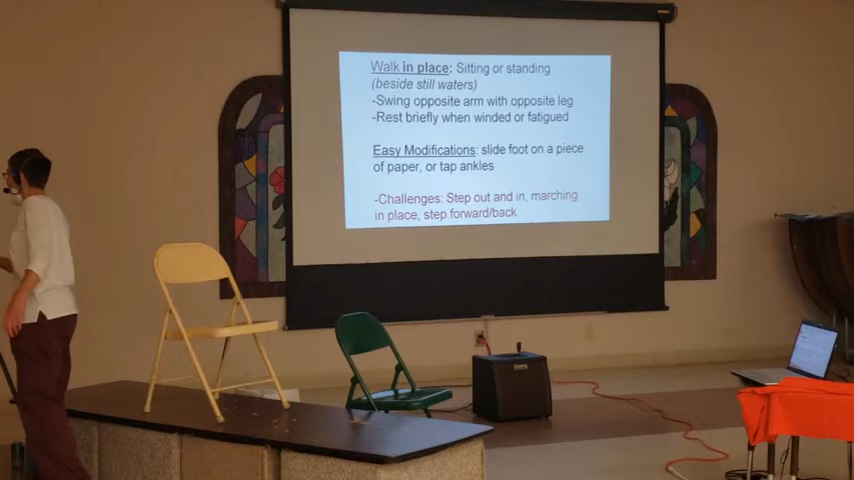 Walk in place: Sitting or standing
(beside still waters)
-Swing opposite arm with opposite leg
-Rest briefly when winded or fatigued
Easy Modifications: slide foot on a piece
of paper, or tap ankles
-Challenges: Step out and in, marching
in place, step forward/back